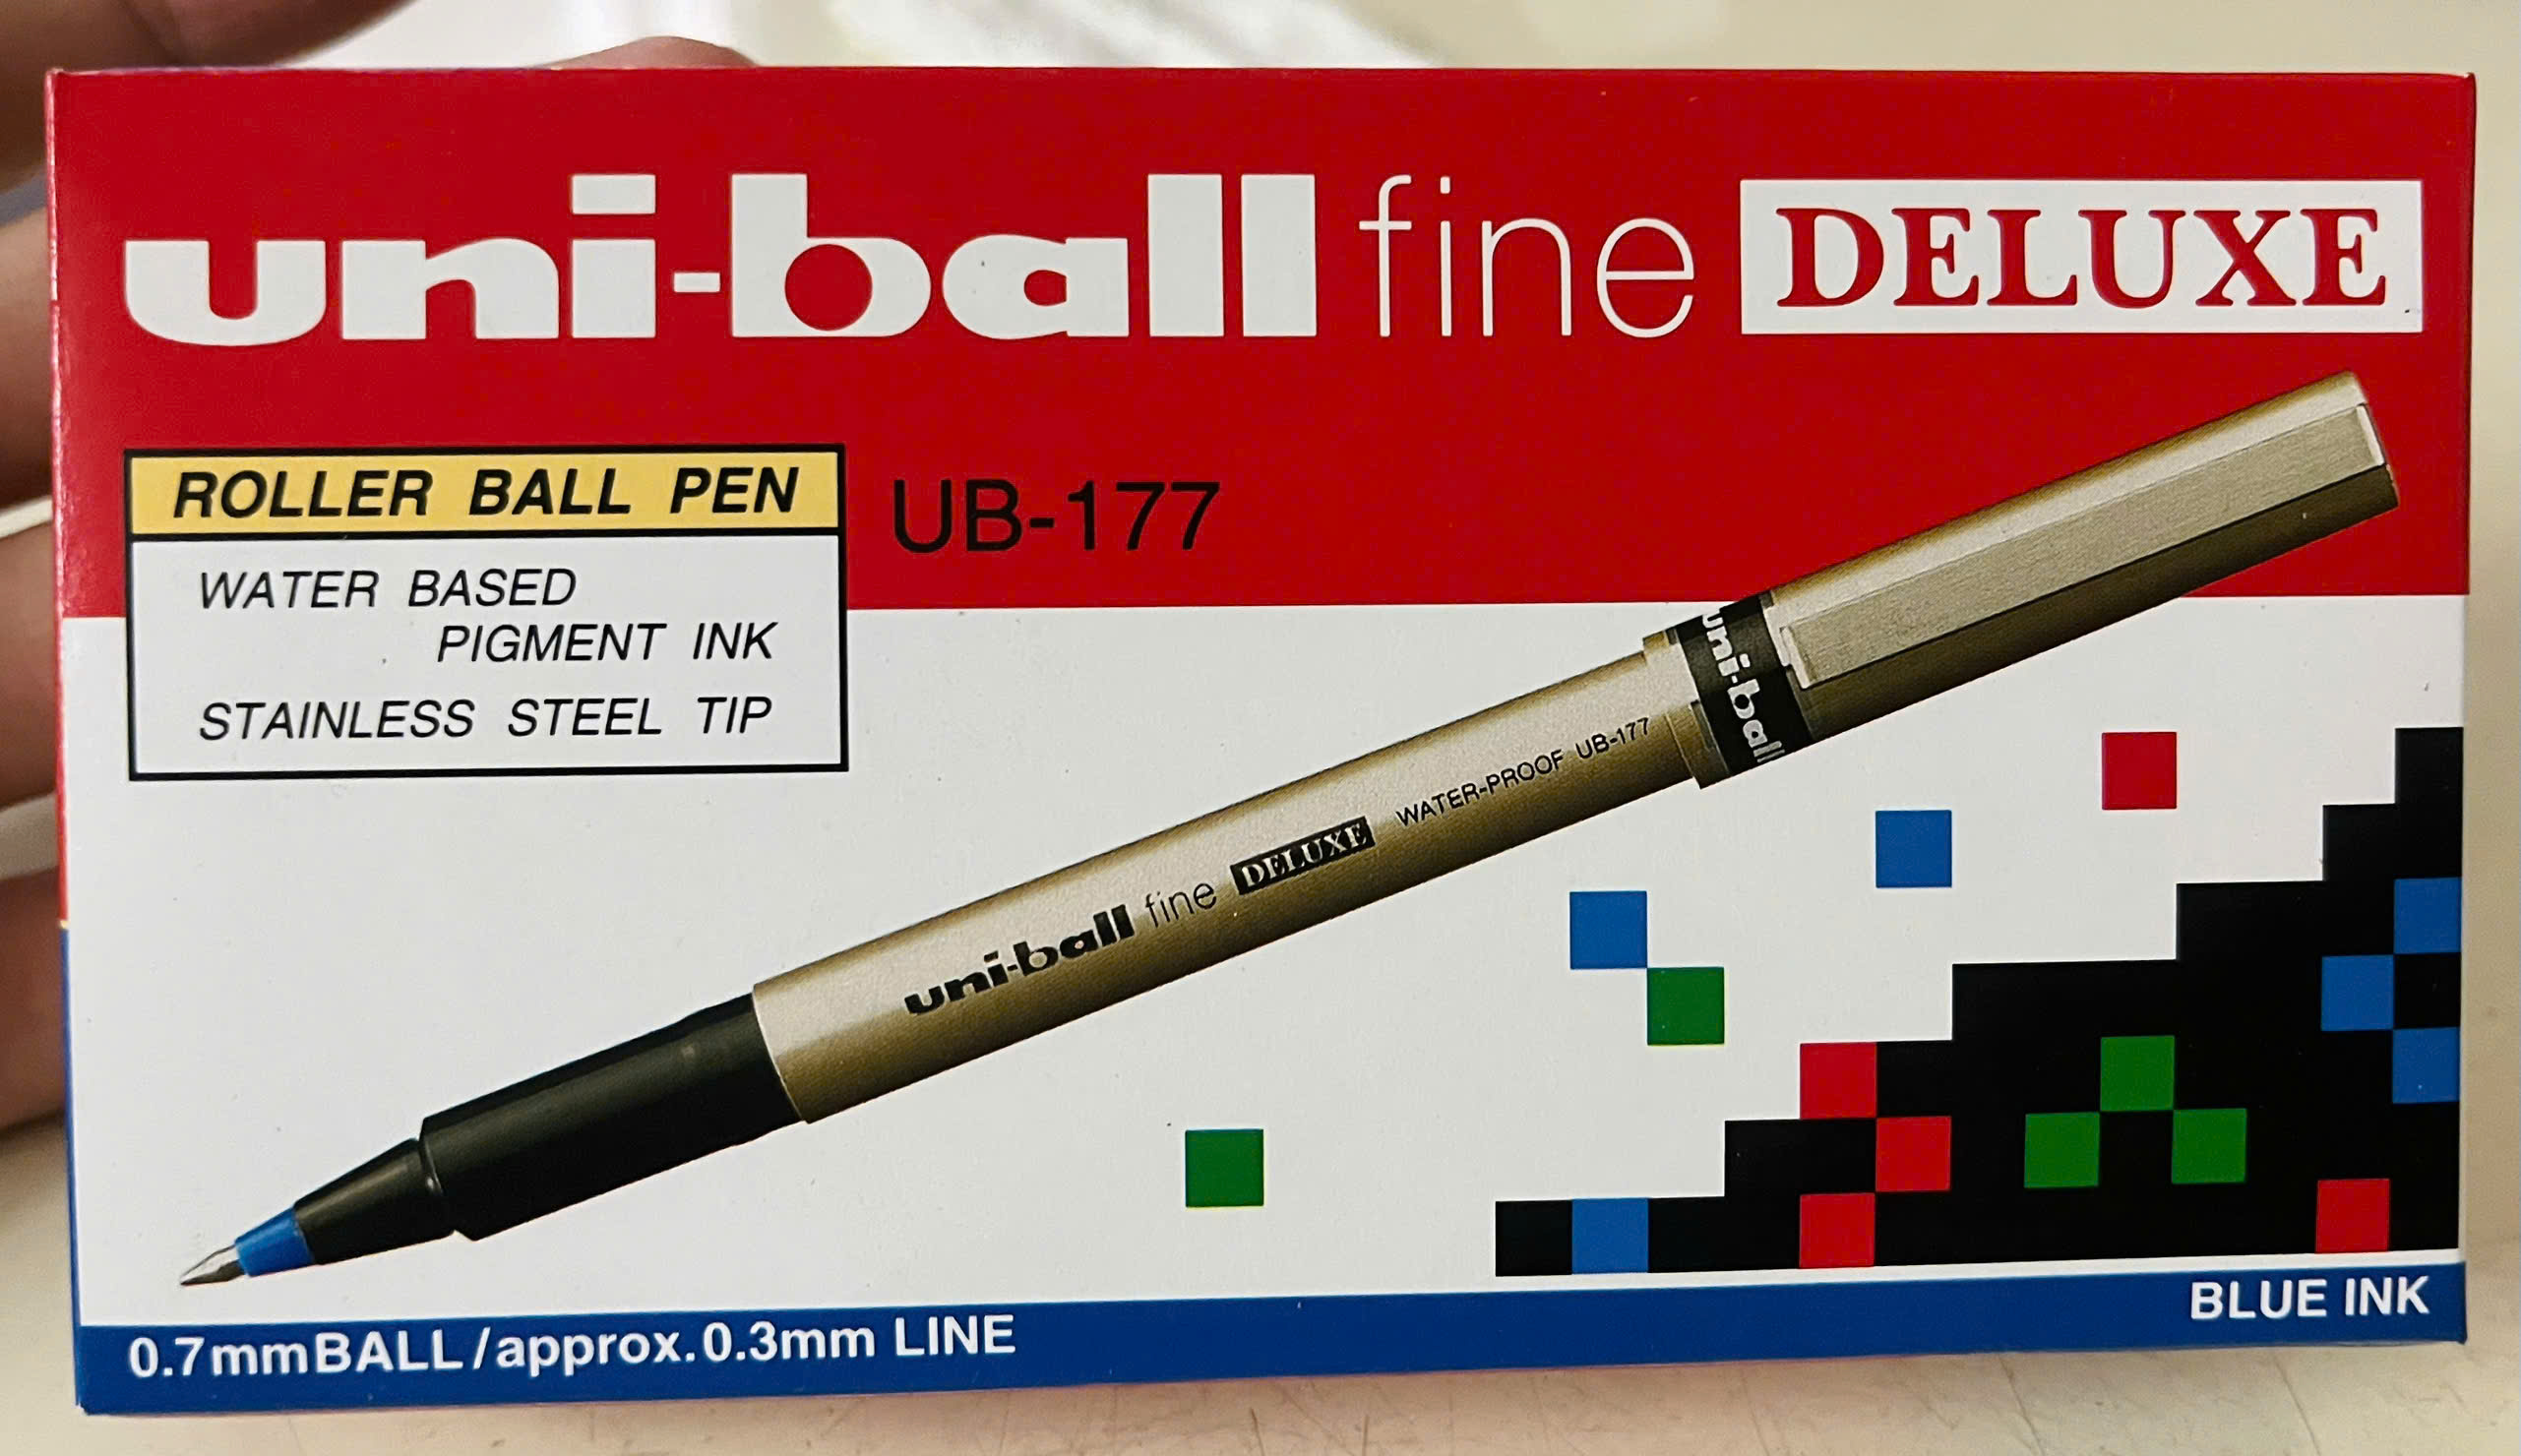 uni-ball fine DELUXE
ROLLER BALL PEN
UB-177
WATER BASED
PIGMENT INK
STAINLESS STEEL TIP
uni-ball
uni-ball fine DELUXE WATER-PROOF UB-177
0.7mmBALL/approx.0.3mm LINE
BLUE INK